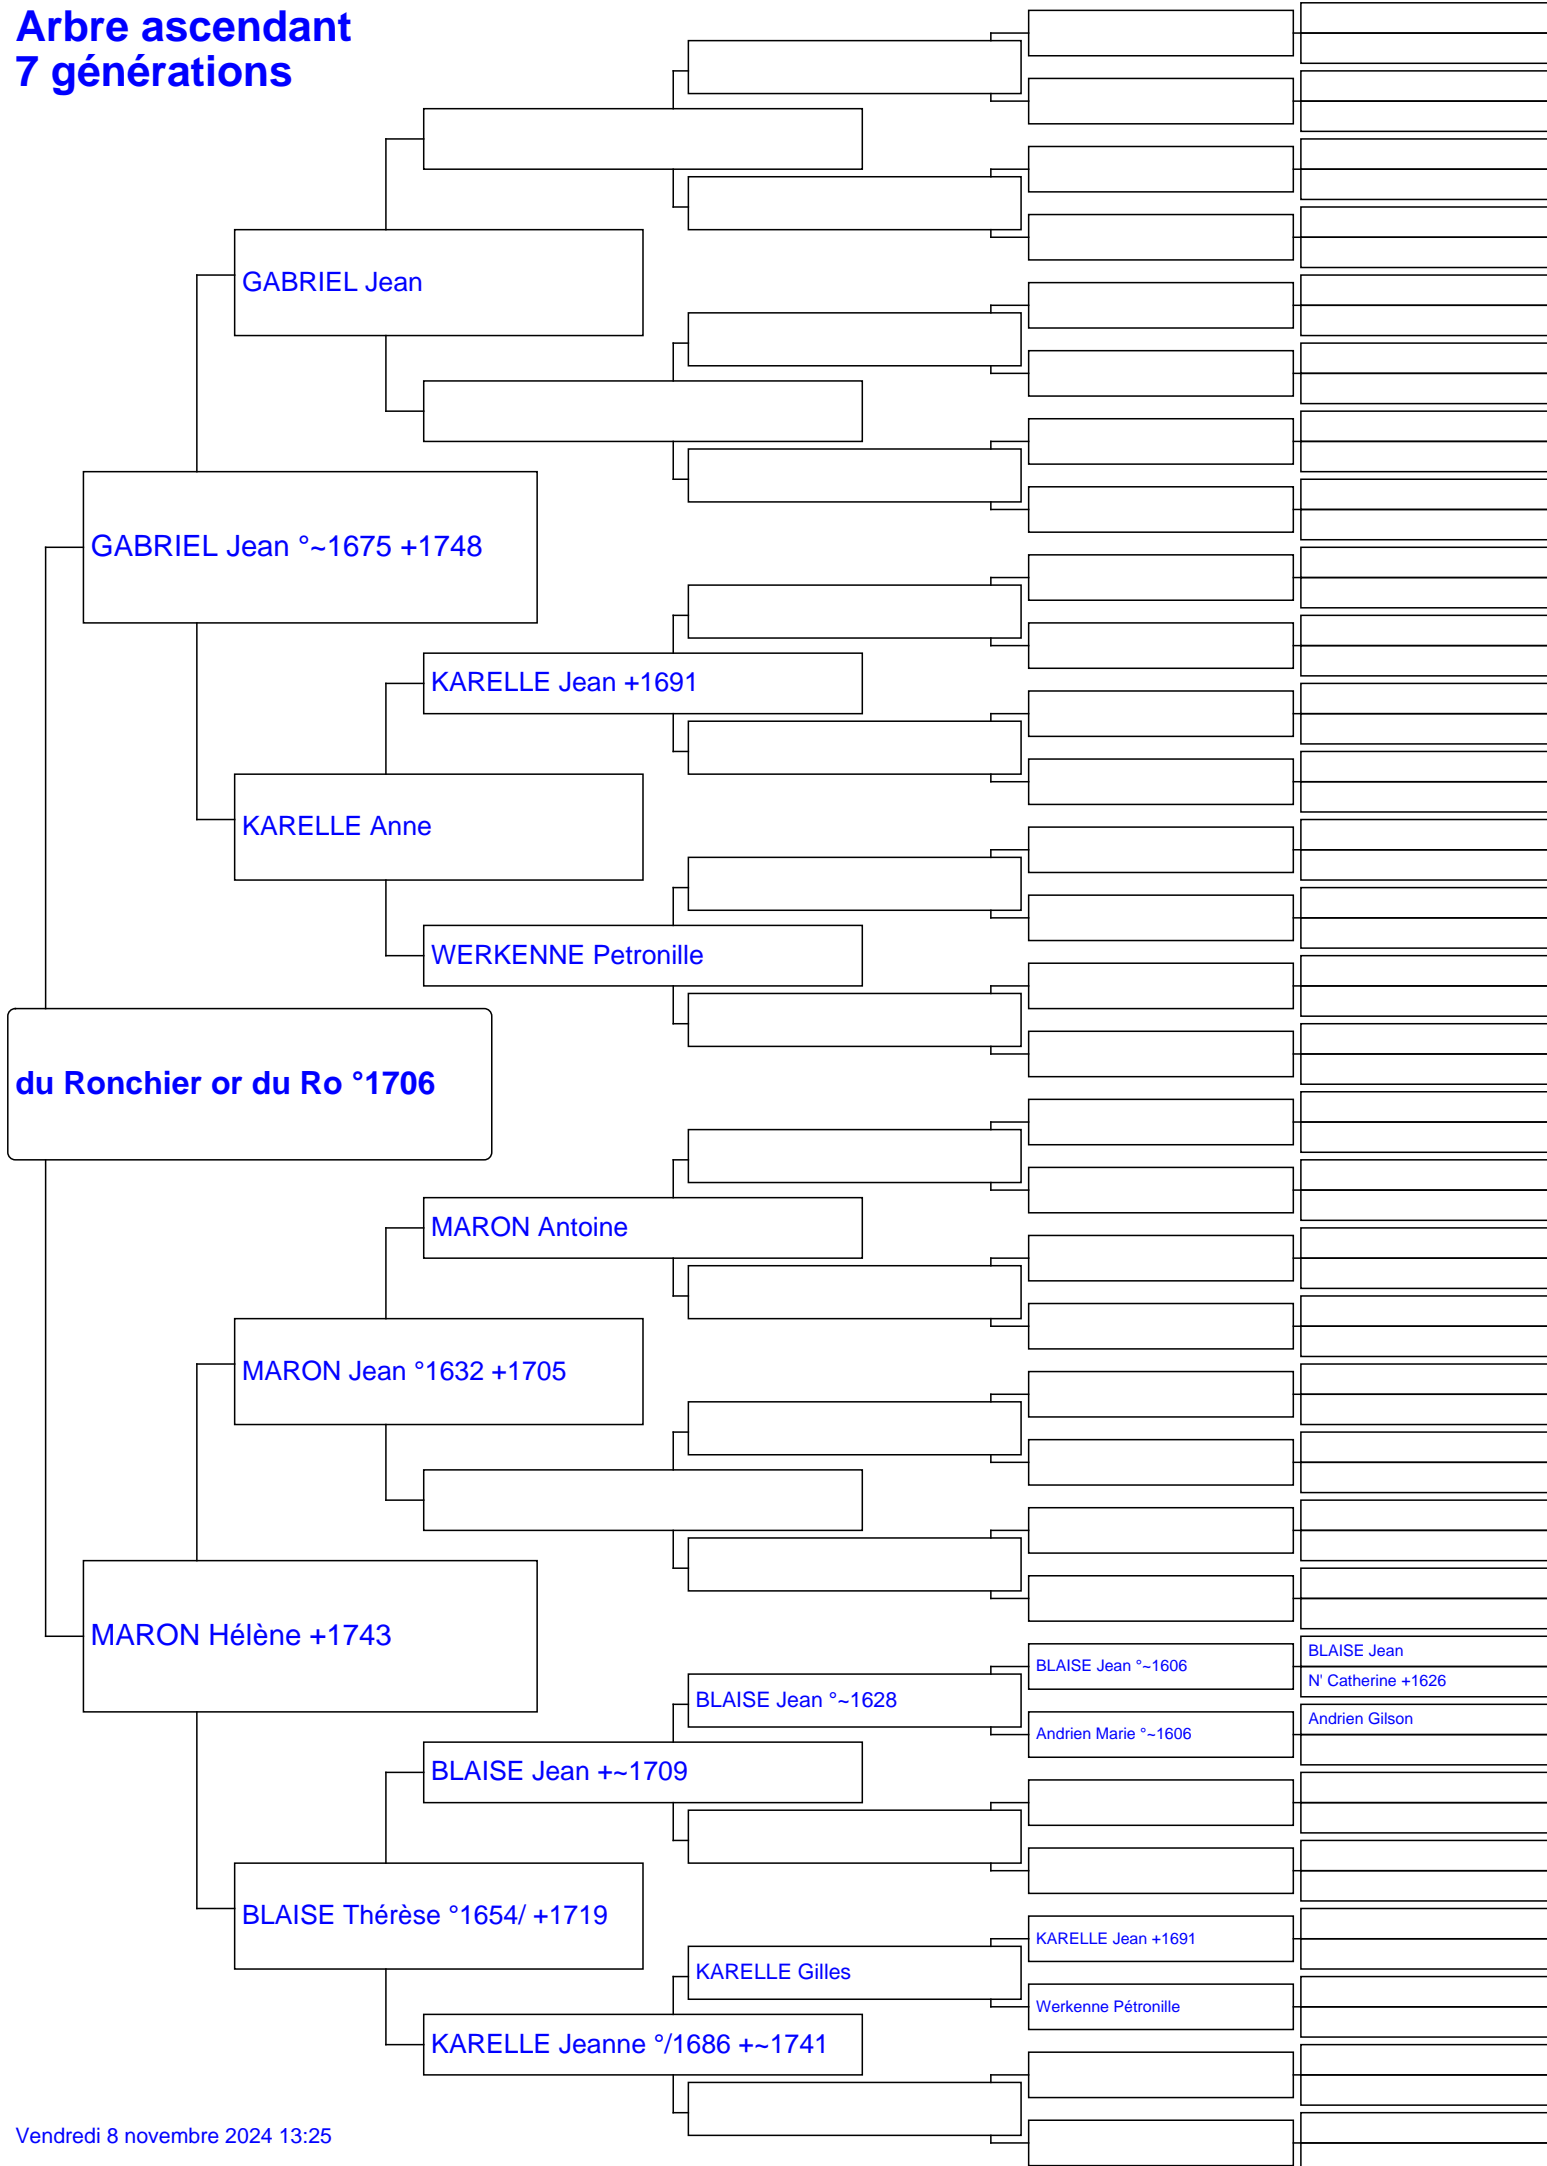 Arbre ascendant
7 générations
GABRIEL Jean
GABRIEL Jean °~1675 +1748
KARELLE Jean +1691
KARELLE Anne
WERKENNE Petronille
du Ronchier or du Ro °1706
MARON Antoine
MARON Jean °1632 +1705
MARON Hélène +1743
BLAISE Jean
BLAISE Jean °~1606
N' Catherine +1626
BLAISE Jean °~1628
Andrien Gilson
Andrien Marie °~1606
BLAISE Jean +~1709
BLAISE Thérèse °1654/ +1719
KARELLE Jean +1691
KARELLE Gilles
Werkenne Pétronille
KARELLE Jeanne °/1686 +~1741
Vendredi 8 novembre 2024 13:25